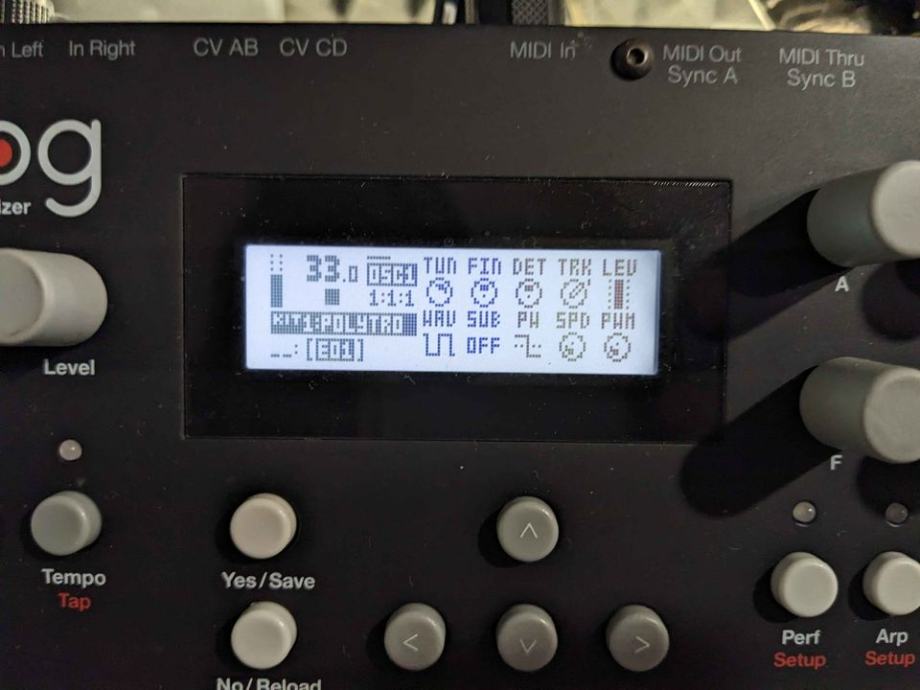 n Left In Right CV AB CV CD MIDI In MIDI Out MIDI Thru
Sync A Sync B
og
izer
33.0 OSC1 TUN FIN DET TRK LEV
1:1:1
KIT1:POLYTRO WAV SUB PW SPD PWM
__:[E01] OFF
A
Level
F
Tempo Yes/Save
Tap
< ^ v >
Perf Arp
Setup Setup
No/Reload